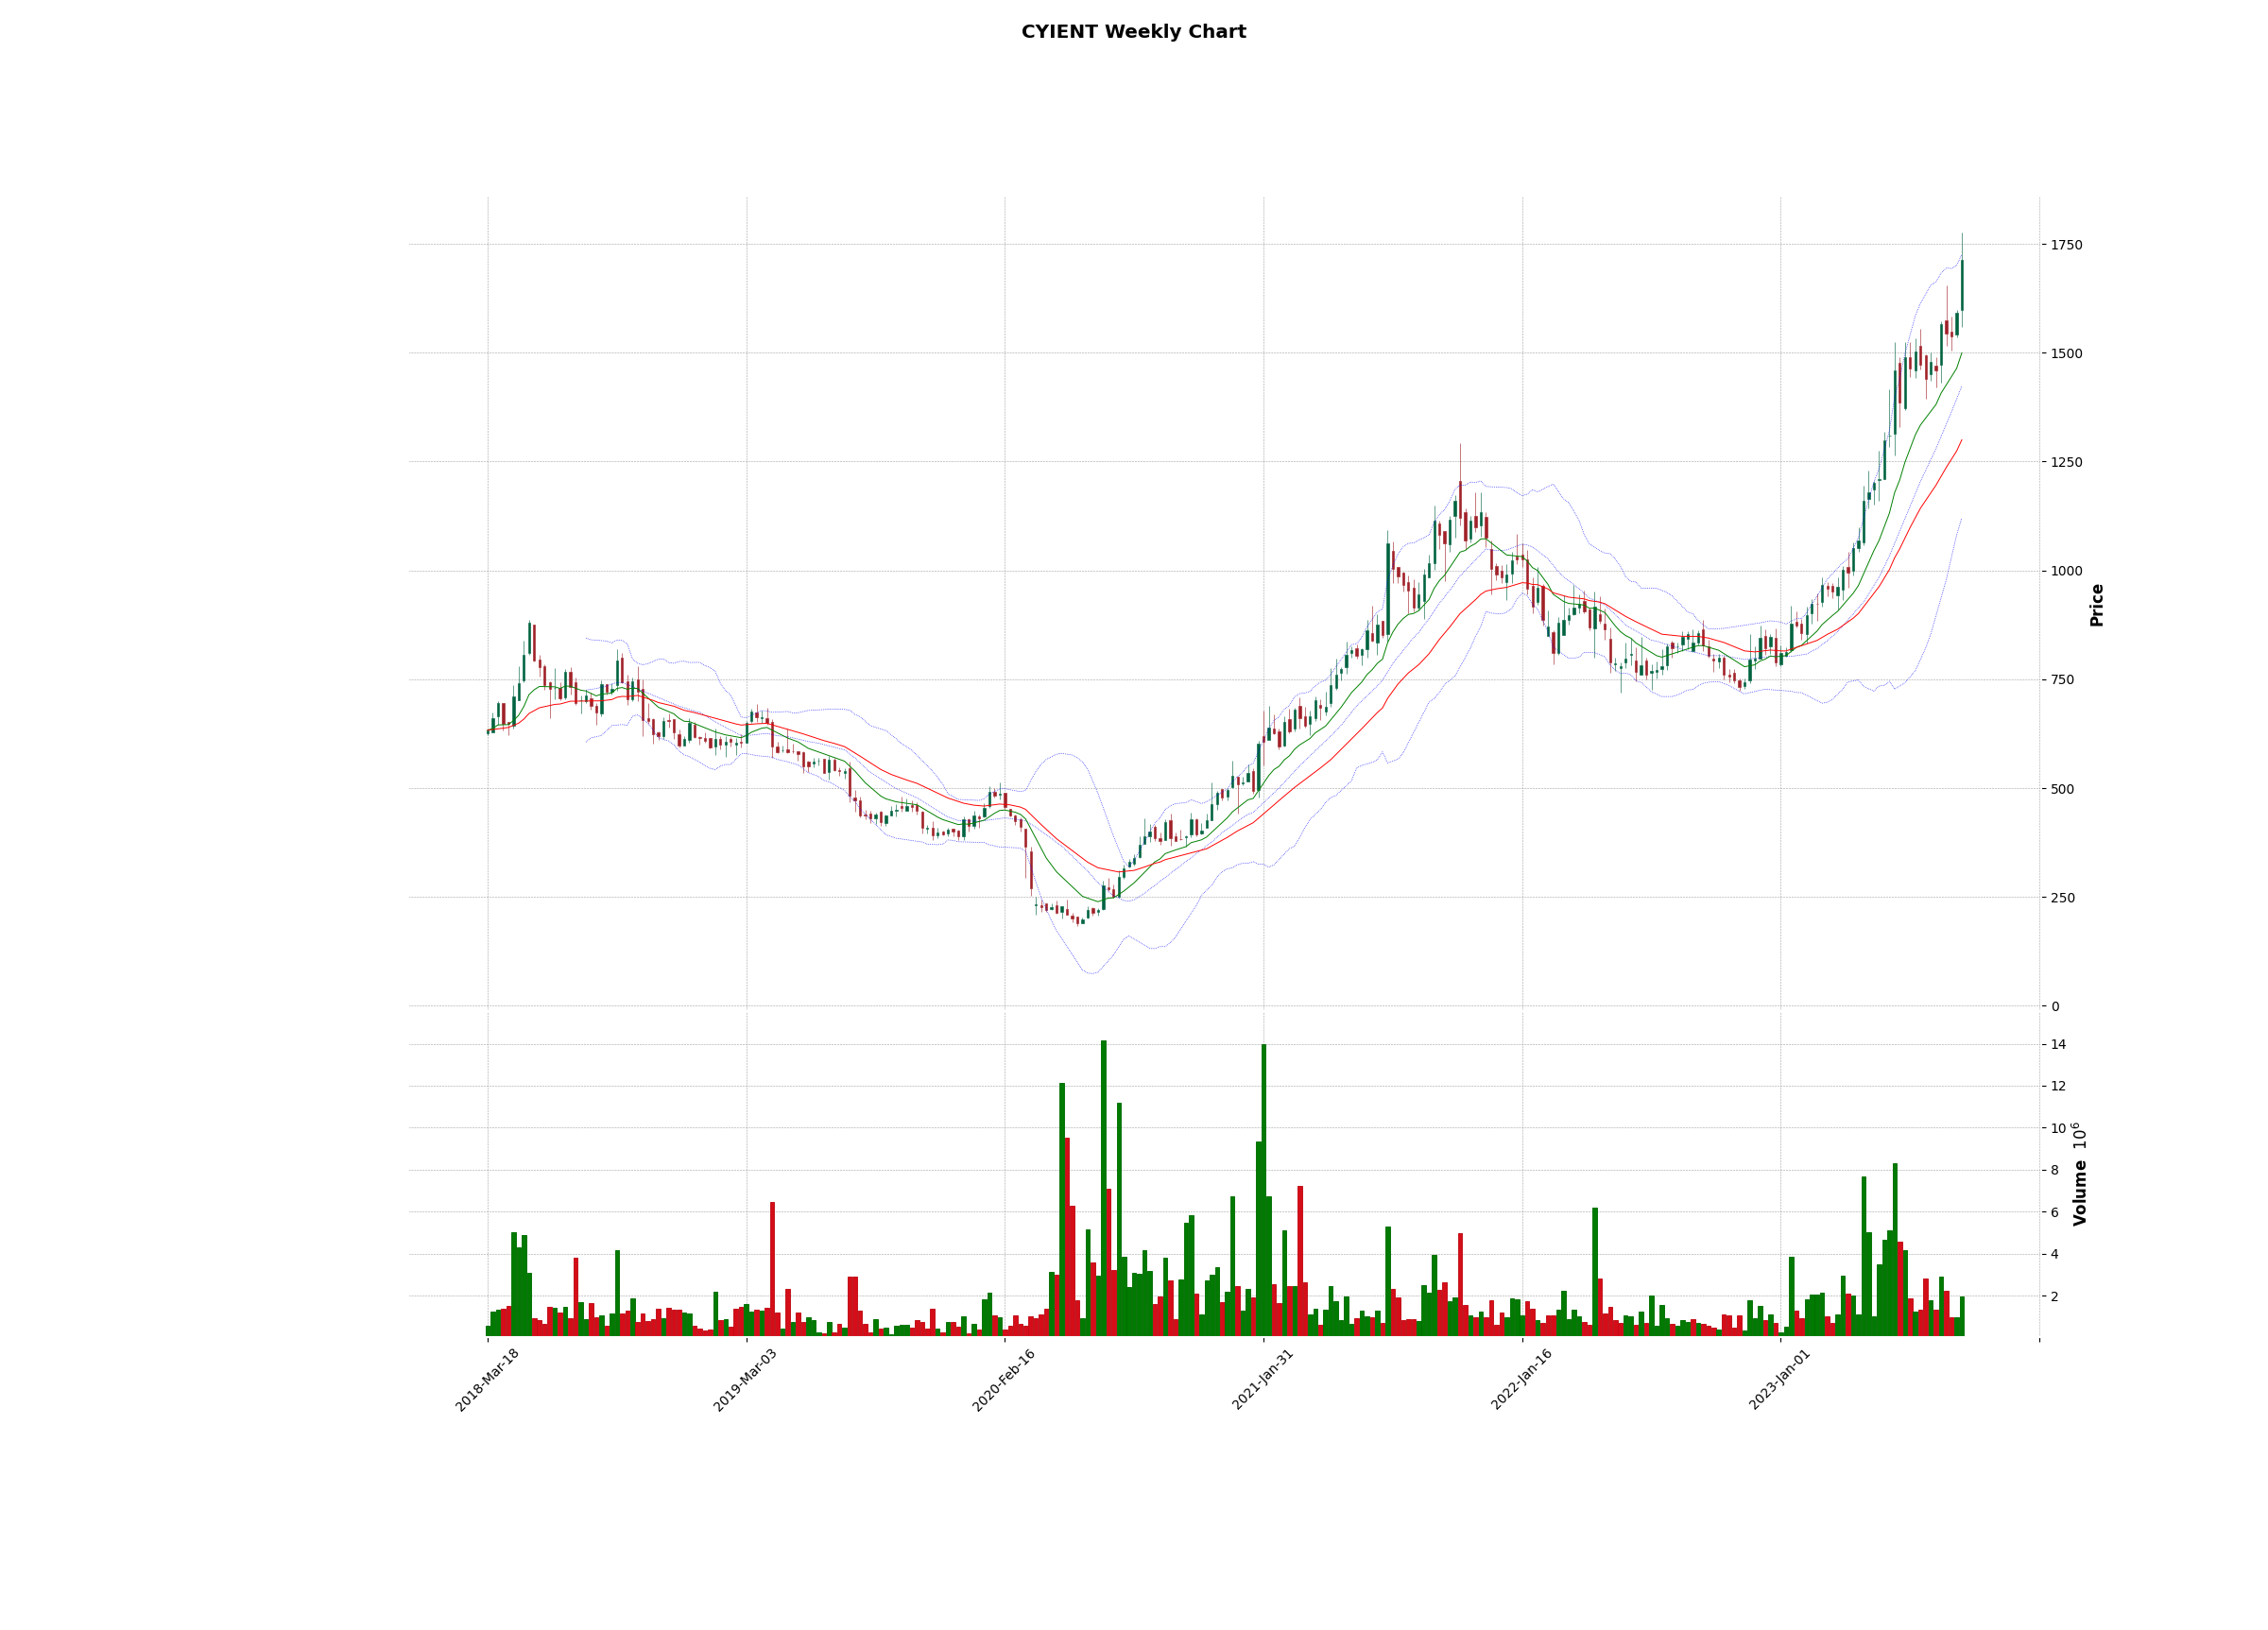 CYIENT Weekly Chart
1750
1500
1250
1000
750
500
250
0
Price
14
12
10
8
6
4
2
Volume 10^6
2018-Mar-18
2019-Mar-03
2020-Feb-16
2021-Jan-31
2022-Jan-16
2023-Jan-01